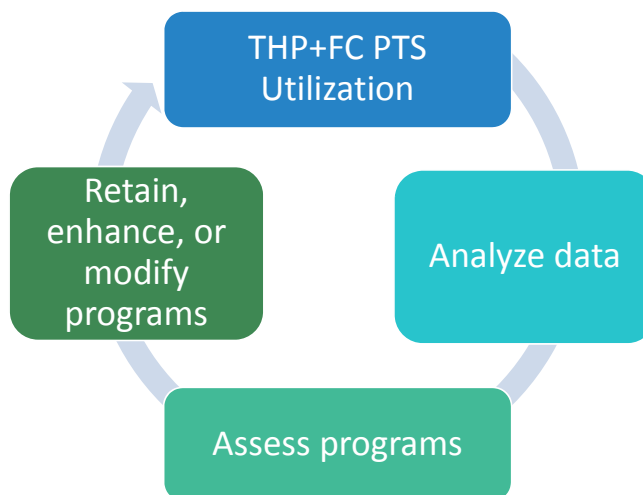 THP+FC PTS
Utilization
Analyze data
Assess programs
Retain,
enhance, or
modify
programs